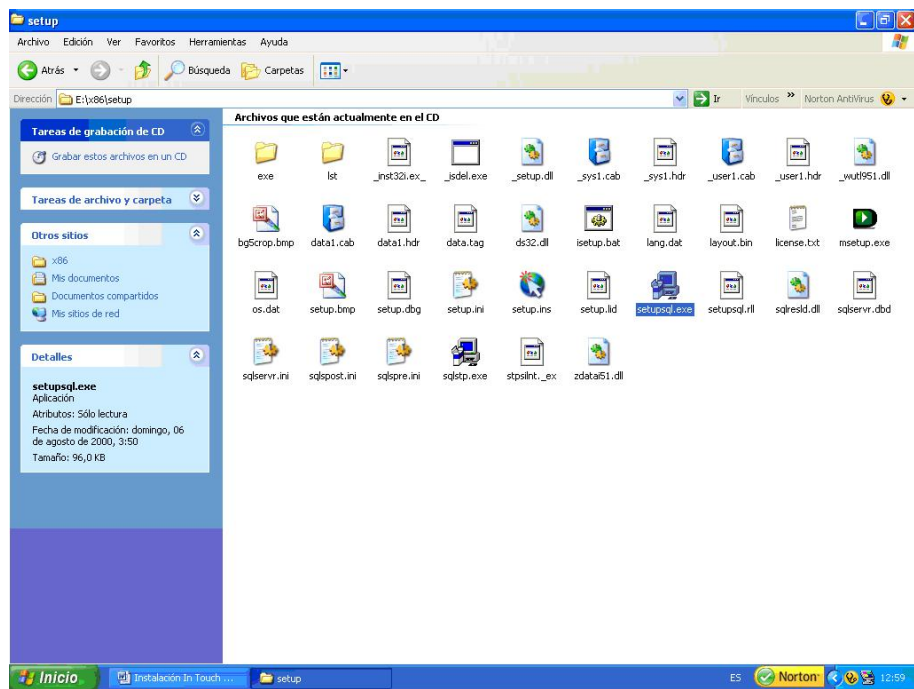 setup
Archivo Edición Ver Favoritos Herramientas Ayuda
Atrás Búsqueda Carpetas
Dirección E:\x86\setup Ir Vínculos » Norton AntiVirus
Tareas de grabación de CD
Grabar estos archivos en un CD
Tareas de archivo y carpeta
Otros sitios
x86
Mis documentos
Documentos compartidos
Mis sitios de red
Detalles
setupsql.exe
Aplicación
Atributos: Sólo lectura
Fecha de modificación: domingo, 06
de agosto de 2000, 3:50
Tamaño: 96,0 KB
Archivos que están actualmente en el CD
exe lst _inst32i.ex_ _isdel.exe _setup.dll _sys1.cab _sys1.hdr _user1.cab _user1.hdr _wutl951.dll
bg5crop.bmp data1.cab data1.hdr data.tag ds32.dll isetup.bat lang.dat layout.bin license.txt msetup.exe
os.dat setup.bmp setup.dbg setup.ini setup.ins setup.lid setupsql.exe setupsql.rll sqlresld.dll sqlservr.dbd
sqlservr.ini sqlspost.ini sqlspre.ini sqlstp.exe stpsilnt._ex zdatai51.dll
Inicio Instalación In Touch ... setup ES Norton 12:59